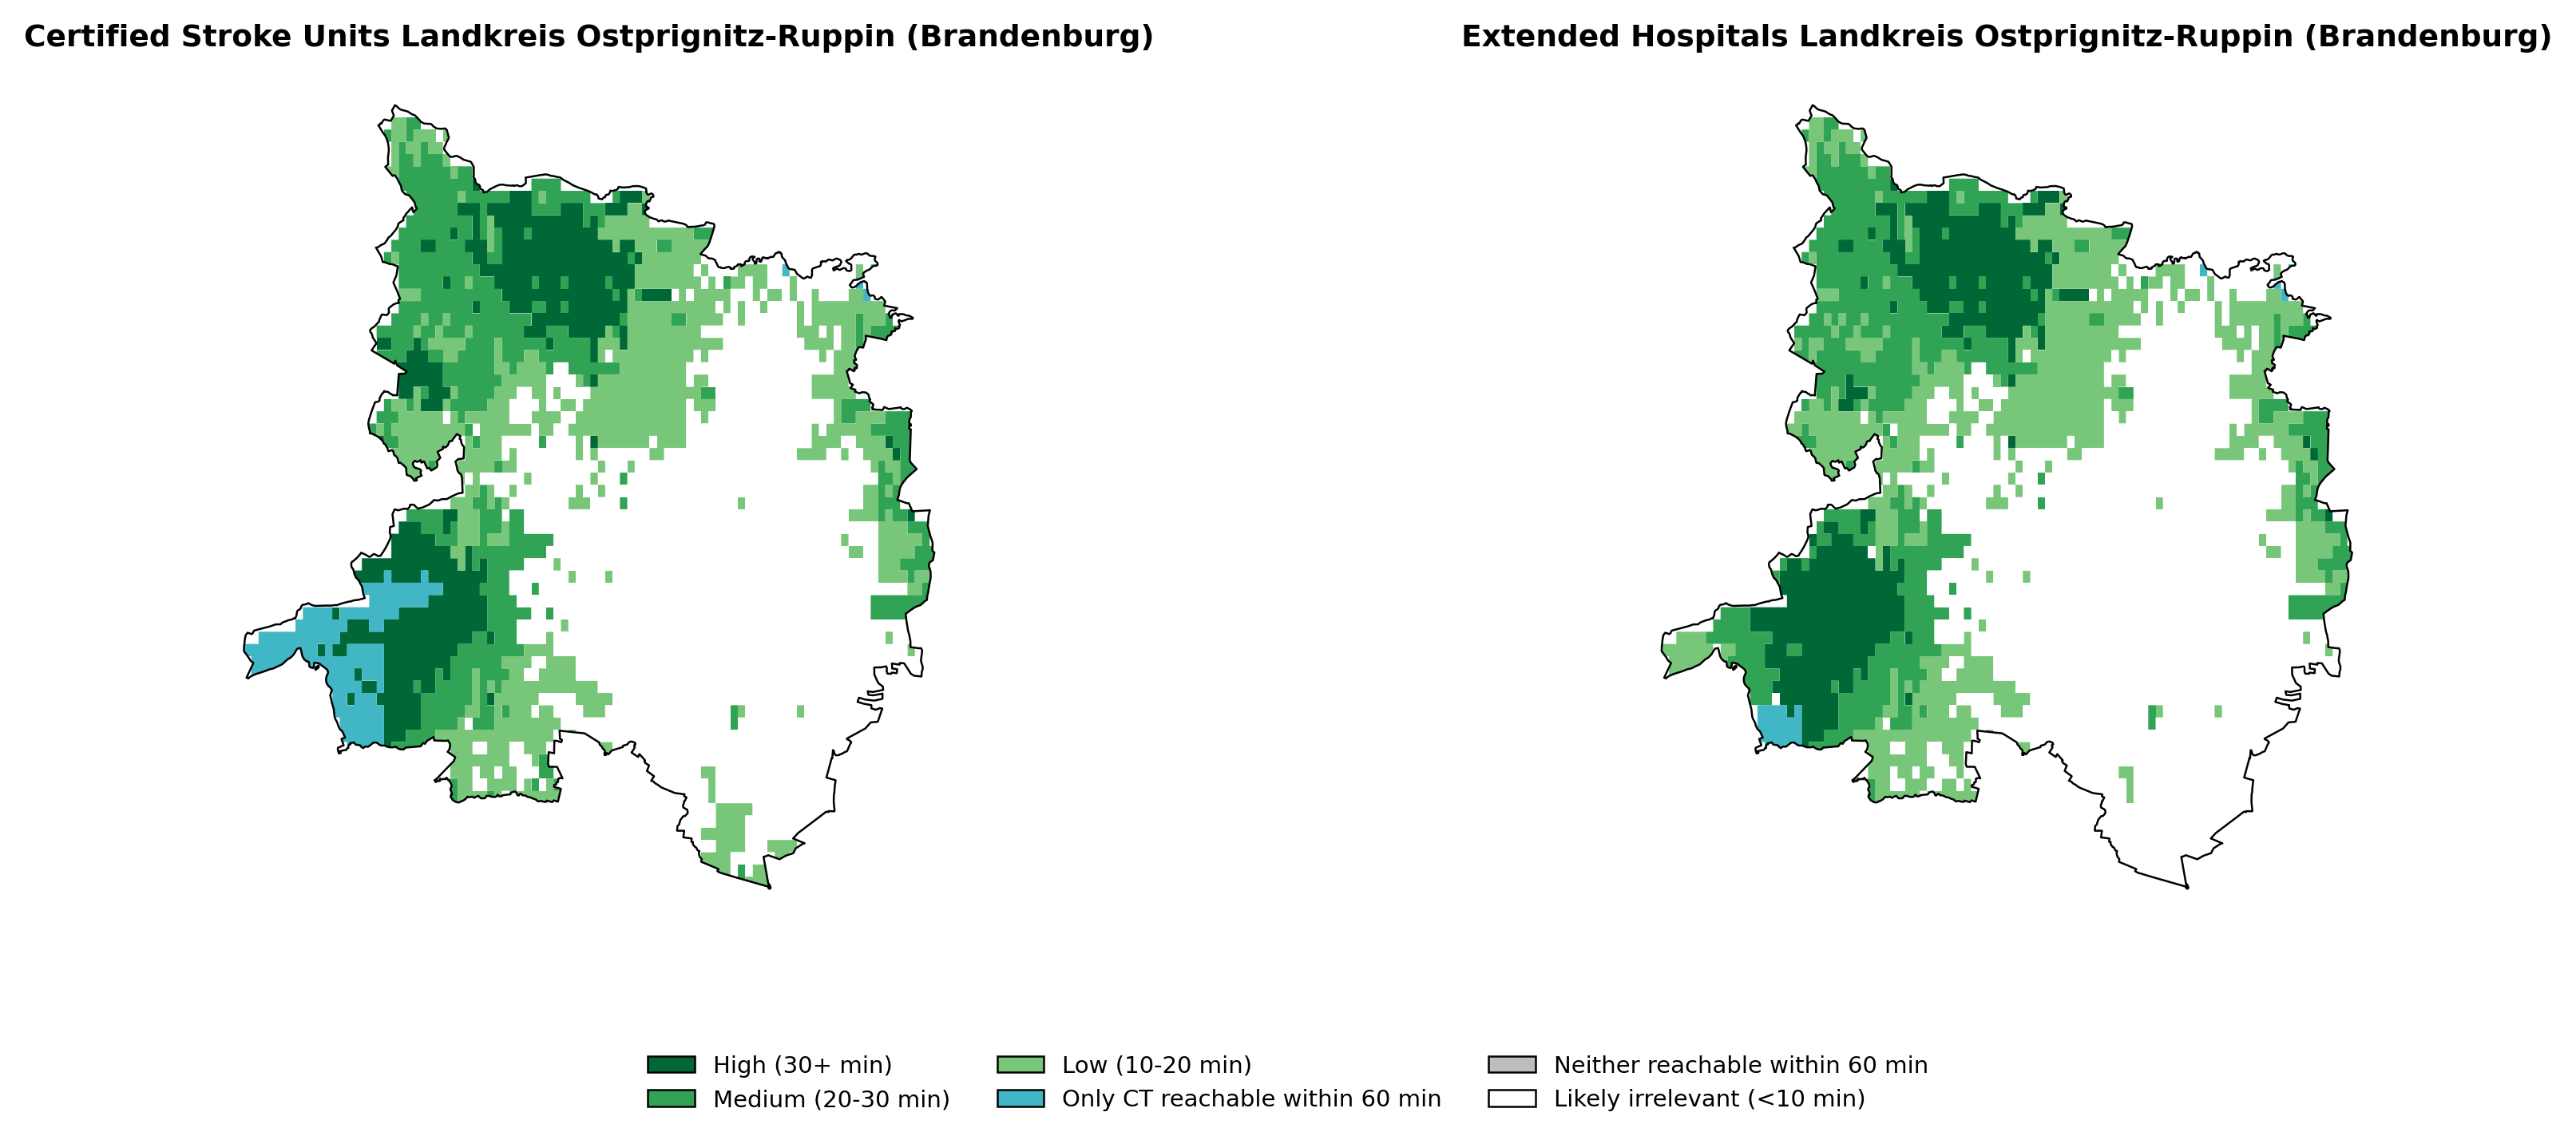 Certified Stroke Units Landkreis Ostprignitz-Ruppin (Brandenburg)
Extended Hospitals Landkreis Ostprignitz-Ruppin (Brandenburg)
High (30+ min)
Medium (20-30 min)
Low (10-20 min)
Only CT reachable within 60 min
Neither reachable within 60 min
Likely irrelevant (<10 min)